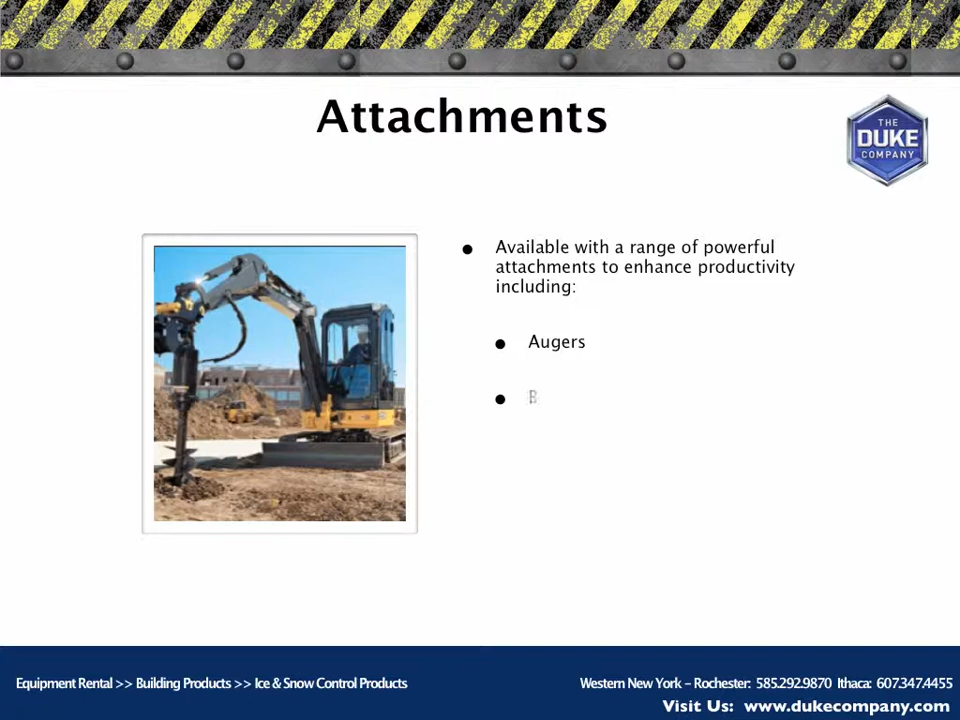 Attachments
THE
DUKE
COMPANY
Available with a range of powerful
attachments to enhance productivity
including:
Augers
B
Equipment Rental >> Building Products >> Ice & Snow Control Products
Western New York – Rochester: 585.292.9870 Ithaca: 607.347.4455
Visit Us: www.dukecompany.com